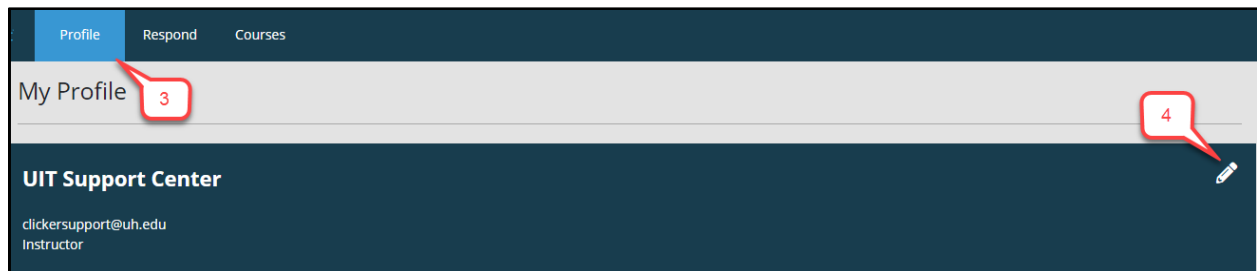 Profile Respond Courses
3
My Profile
4
UIT Support Center
clickersupport@uh.edu
Instructor